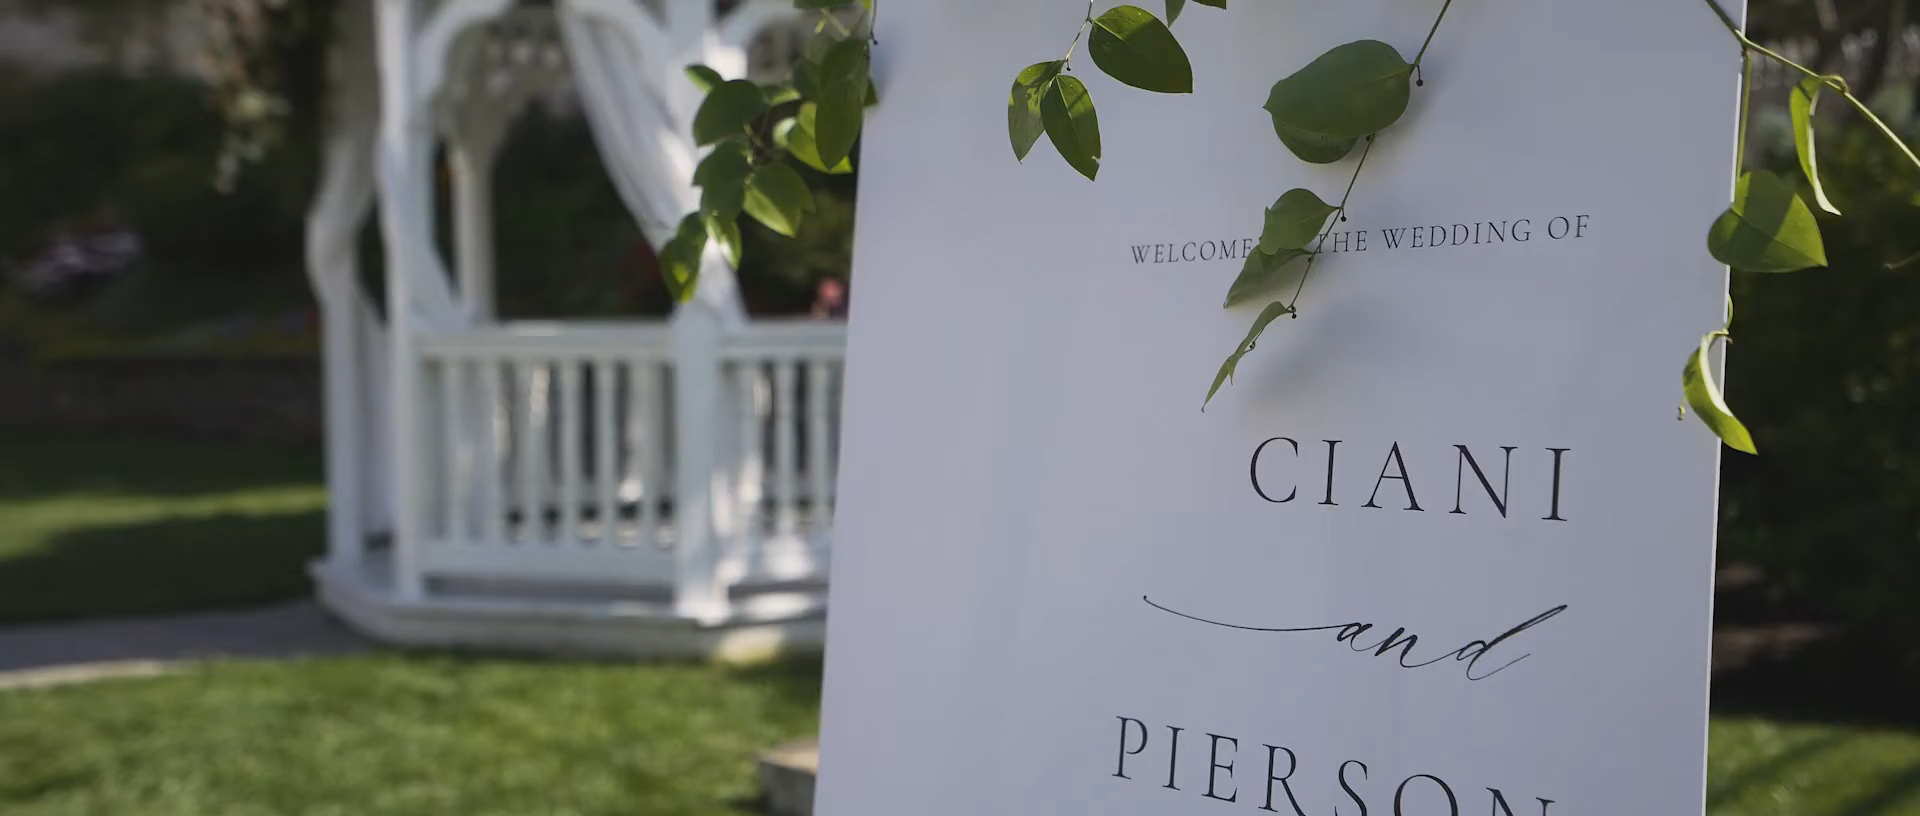 WELCOME THE WEDDING OF
CIANI
and
PIERSON